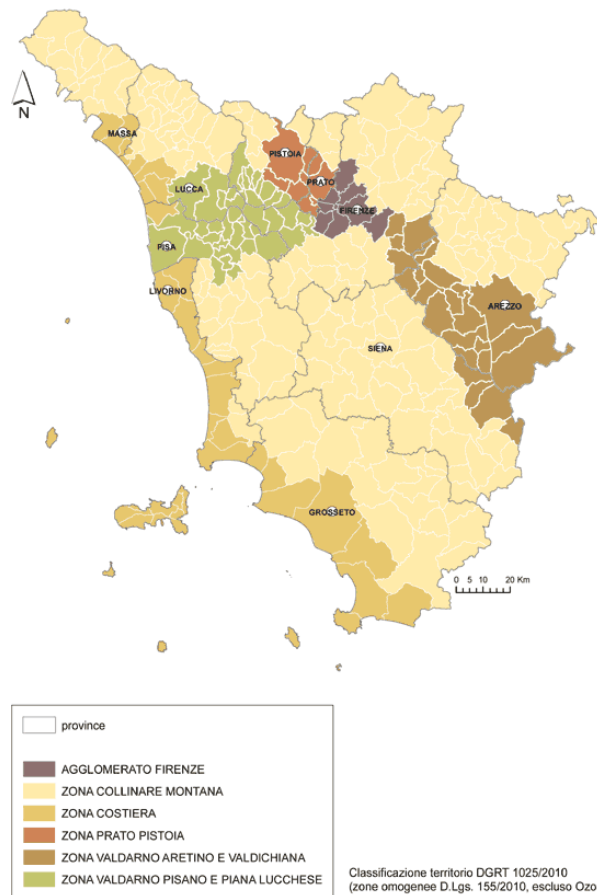 N
MASSA
PISTOIA
PRATO
LUCCA
FIRENZE
PISA
LIVORNO
AREZZO
SIENA
GROSSETO
0 5 10 20 Km
province
AGGLOMERATO FIRENZE
ZONA COLLINARE MONTANA
ZONA COSTIERA
ZONA PRATO PISTOIA
ZONA VALDARNO ARETINO E VALDICHIANA
ZONA VALDARNO PISANO E PIANA LUCCHESE
Classificazione territorio DGRT 1025/2010
(zone omogenee D.Lgs. 155/2010, escluso Ozo